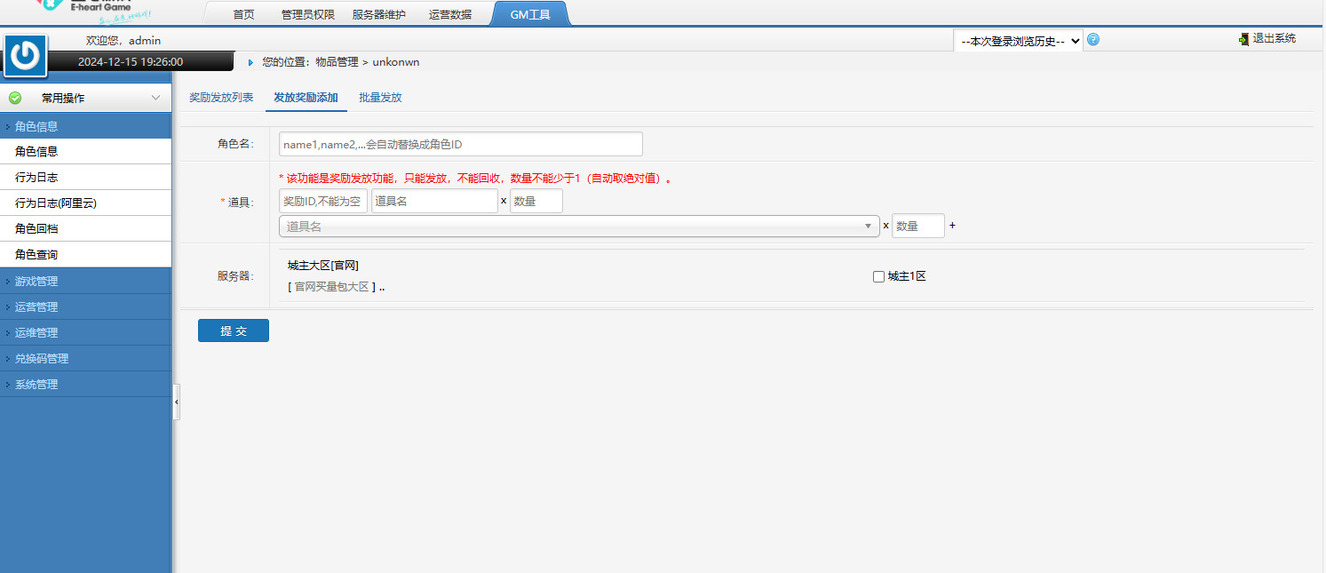 E-heart Game
首页 管理员权限 服务器维护 运营数据 GM工具
欢迎您，admin
--本次登录浏览历史-- 退出系统
2024-12-15 19:26:00
您的位置：物品管理 > unkonwn
常用操作
奖励发放列表 发放奖励添加 批量发放
角色信息
角色信息
行为日志
行为日志(阿里云)
角色回档
角色查询
游戏管理
运营管理
运维管理
兑换码管理
系统管理
角色名：
name1,name2,...会自动替换成角色ID
* 该功能是奖励发放功能，只能发放，不能回收，数量不能少于1（自动取绝对值）。
* 道具：
奖励ID,不能为空 道具名 x 数量
道具名 x 数量 +
服务器：
城主大区[官网]
[ 官网买量包大区 ] ..
城主1区
提 交